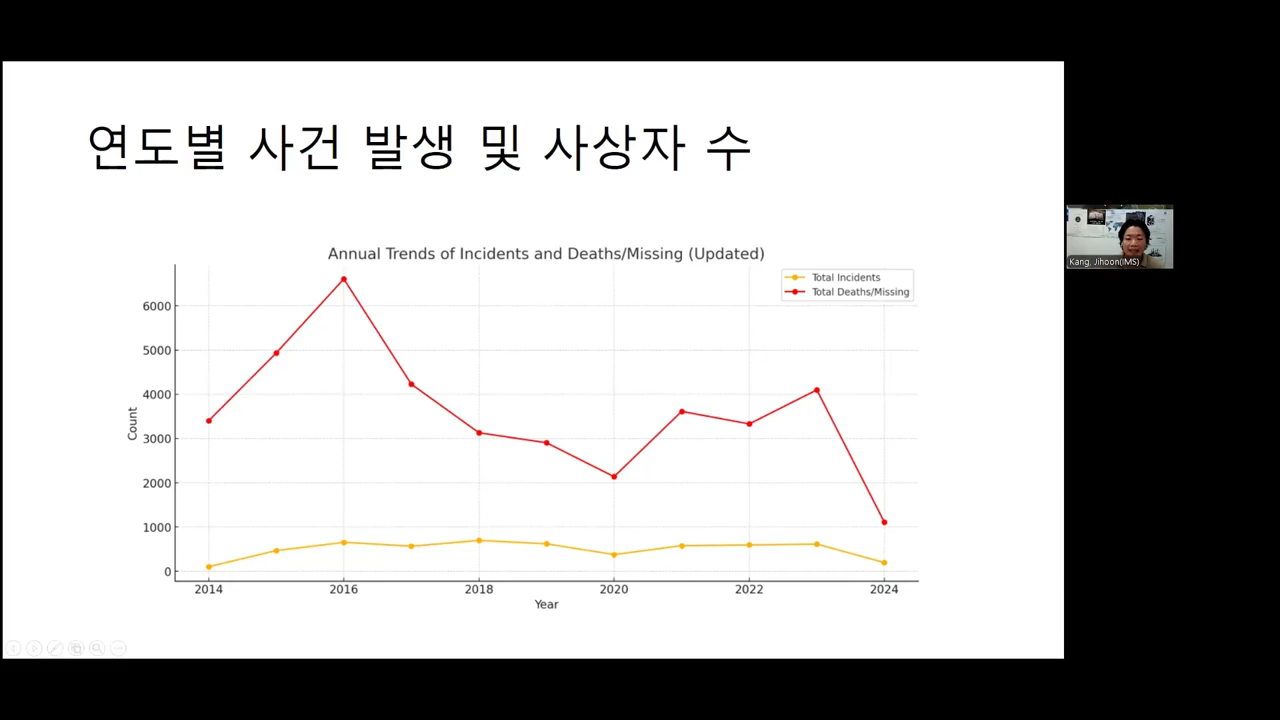 연도별 사건 발생 및 사상자 수
Annual Trends of Incidents and Deaths/Missing (Updated)
Total Incidents
Total Deaths/Missing
Count
6000
5000
4000
3000
2000
1000
0
2014
2016
2018
2020
2022
2024
Year
Kang, Jihoon(IMS)